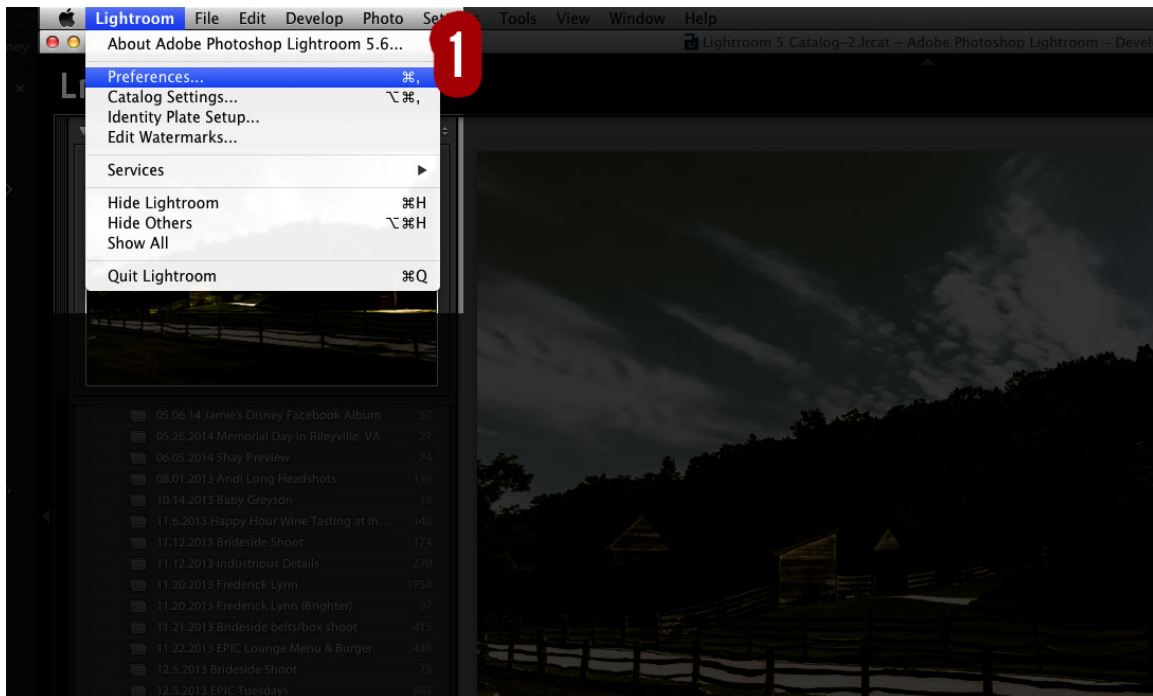 Lightroom File Edit Develop Photo Tools View Window Help
Lightroom 5 Catalog-2.lrcat – Adobe Photoshop Lightroom –
About Adobe Photoshop Lightroom 5.6...
1
Preferences... ⌘,
Catalog Settings... ⌥⌘,
Identity Plate Setup...
Edit Watermarks...
Services ▶
Hide Lightroom ⌘H
Hide Others ⌥⌘H
Show All
Quit Lightroom ⌘Q
05.06.14 Jamie's Disney Facebook Album 57
05.26.2014 Memorial Day in Rileyville, VA 27
06.05.2014 Shay Preview 74
08.01.2013 Andi Long Headshots 139
10.14.2013 Baby Greyson 19
11.6.2013 Happy Hour Wine Tasting at In... 140
11.12.2013 Brideside Shoot 174
11.12.2013 Industrious Details 270
11.20.2013 Frederick Lynn 1754
11.20.2013 Frederick Lynn (Brighter) 97
11.21.2013 Brideside belts/box shoot 415
11.22.2013 EPIC Lounge Menu & Burger 438
12.5.2013 Brideside Shoot 75
12.5.2013 EPIC Tuesdays 883